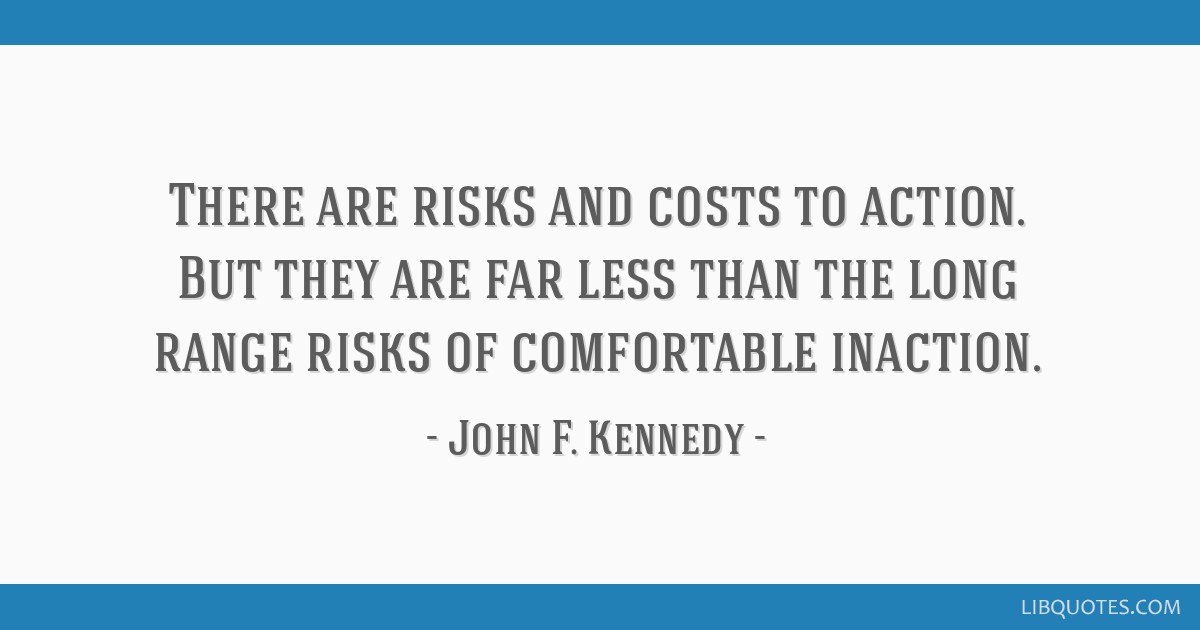 There are risks and costs to action.
But they are far less than the long
range risks of comfortable inaction.
- John F. Kennedy -
LIBQUOTES.COM